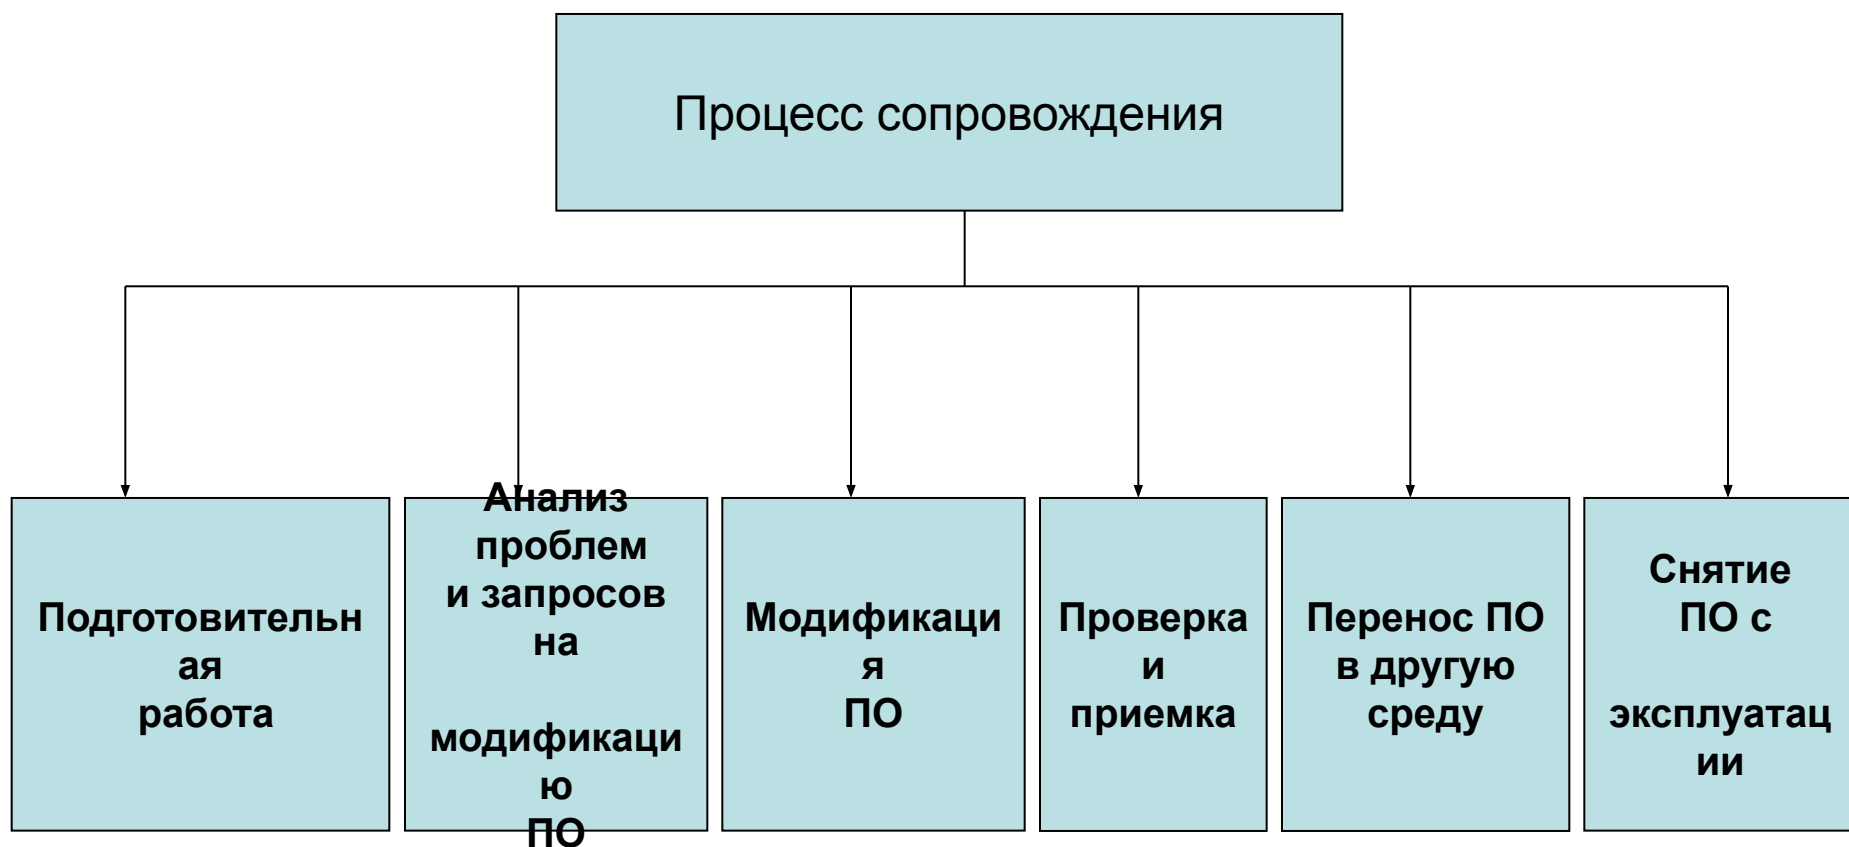 Процесс сопровождения
Подготовительн
ая
работа
Анализ
проблем
и запросов
на
модификаци
ю
ПО
Модификаци
я
ПО
Проверка
и
приемка
Перенос ПО
в другую
среду
Снятие
ПО с
эксплуатац
ии